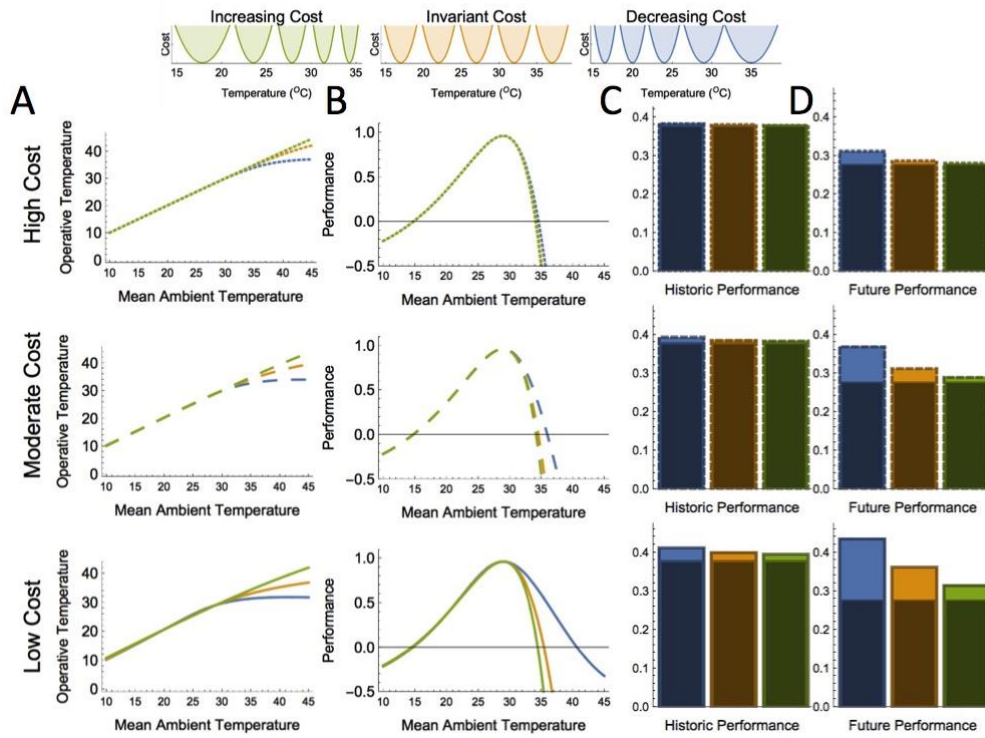 Increasing Cost
Invariant Cost
Decreasing Cost
Cost
Cost
Cost
15 20 25 30 35
15 20 25 30 35
15 20 25 30 35
Temperature (°C)
Temperature (°C)
Temperature (°C)
A
B
C
D
High Cost
Operative Temperature
40
30
20
10
0
10 15 20 25 30 35 40 45
Mean Ambient Temperature
Performance
1.0
0.5
0.0
−0.5
10 15 20 25 30 35 40 45
Mean Ambient Temperature
0.4
0.3
0.2
0.1
0.0
Historic Performance
0.4
0.3
0.2
0.1
0.0
Future Performance
Moderate Cost
Operative Temperature
40
30
20
10
0
10 15 20 25 30 35 40 45
Mean Ambient Temperature
Performance
1.0
0.5
0.0
−0.5
10 15 20 25 30 35 40 45
Mean Ambient Temperature
0.4
0.3
0.2
0.1
0.0
Historic Performance
0.4
0.3
0.2
0.1
0.0
Future Performance
Low Cost
Operative Temperature
40
30
20
10
0
10 15 20 25 30 35 40 45
Mean Ambient Temperature
Performance
1.0
0.5
0.0
−0.5
10 15 20 25 30 35 40 45
Mean Ambient Temperature
0.4
0.3
0.2
0.1
0.0
Historic Performance
0.4
0.3
0.2
0.1
0.0
Future Performance